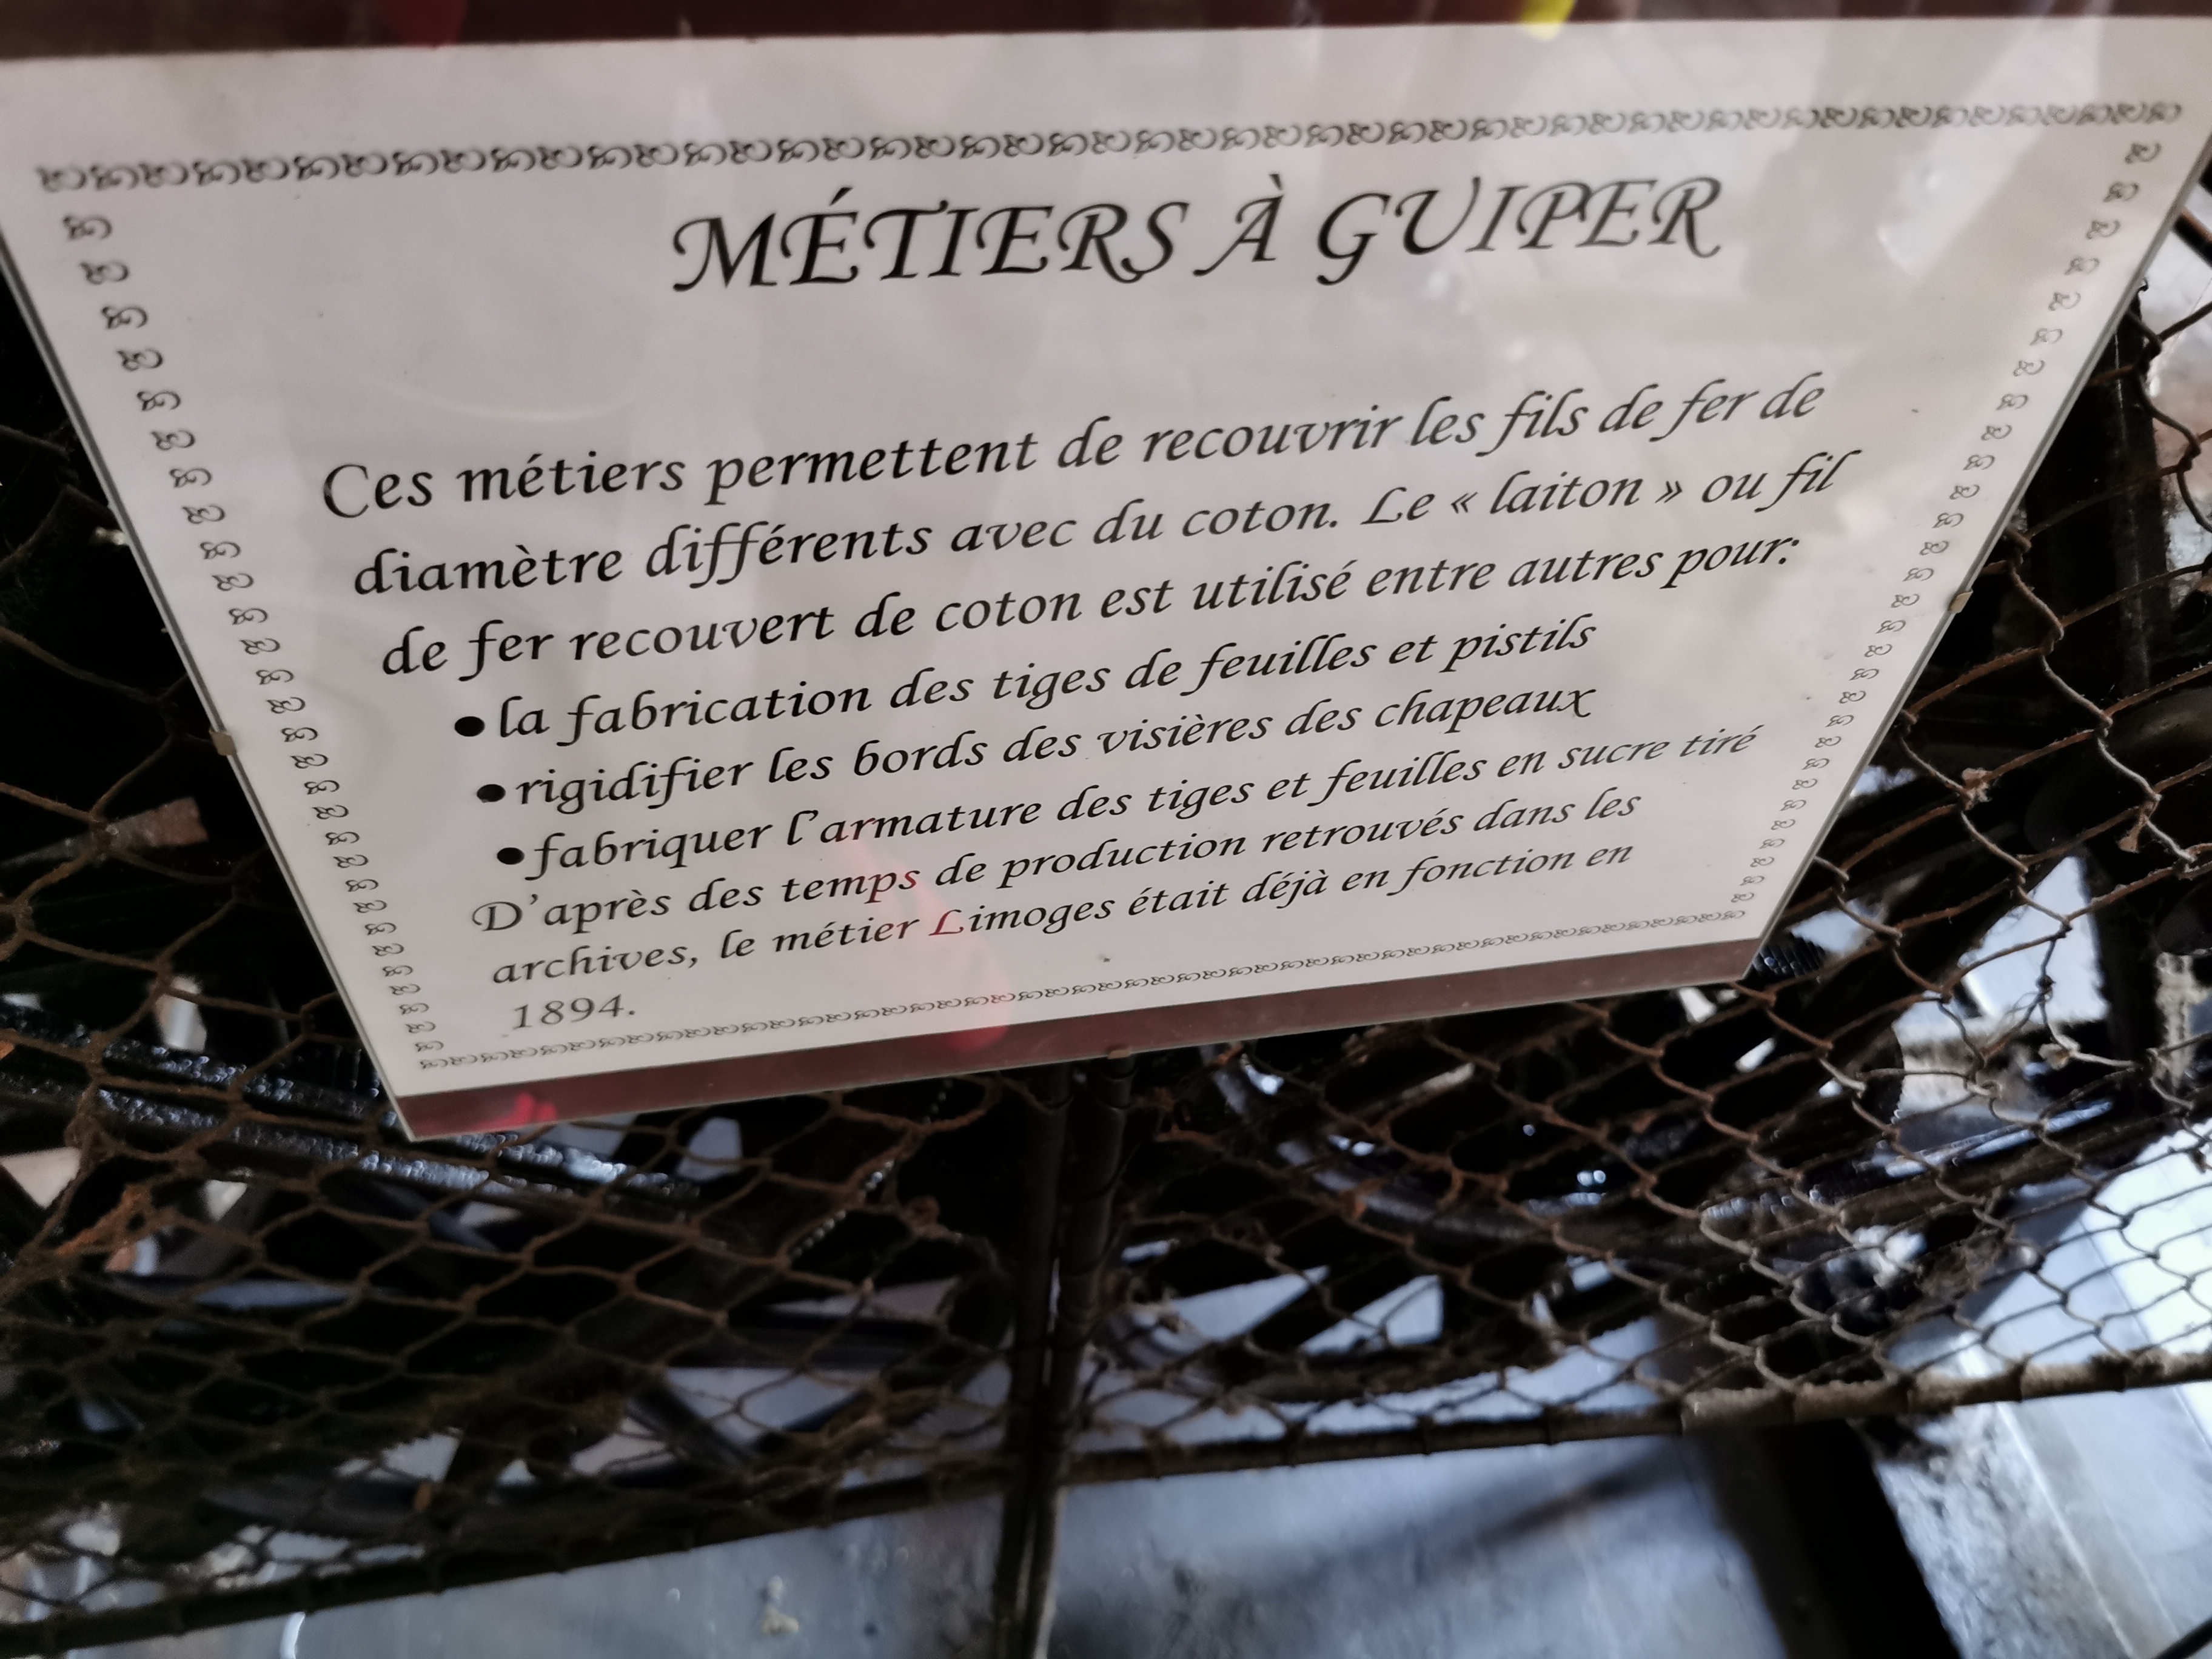 MÉTIERS À GUIPER
Ces métiers permettent de recouvrir les fils de fer de
diamètre différents avec du coton. Le « laiton » ou fil
de fer recouvert de coton est utilisé entre autres pour:
• la fabrication des tiges de feuilles et pistils
• rigidifier les bords des visières des chapeaux
• fabriquer l'armature des tiges et feuilles en sucre tiré
D'après des temps de production retrouvés dans les
archives, le métier Limoges était déjà en fonction en
1894.